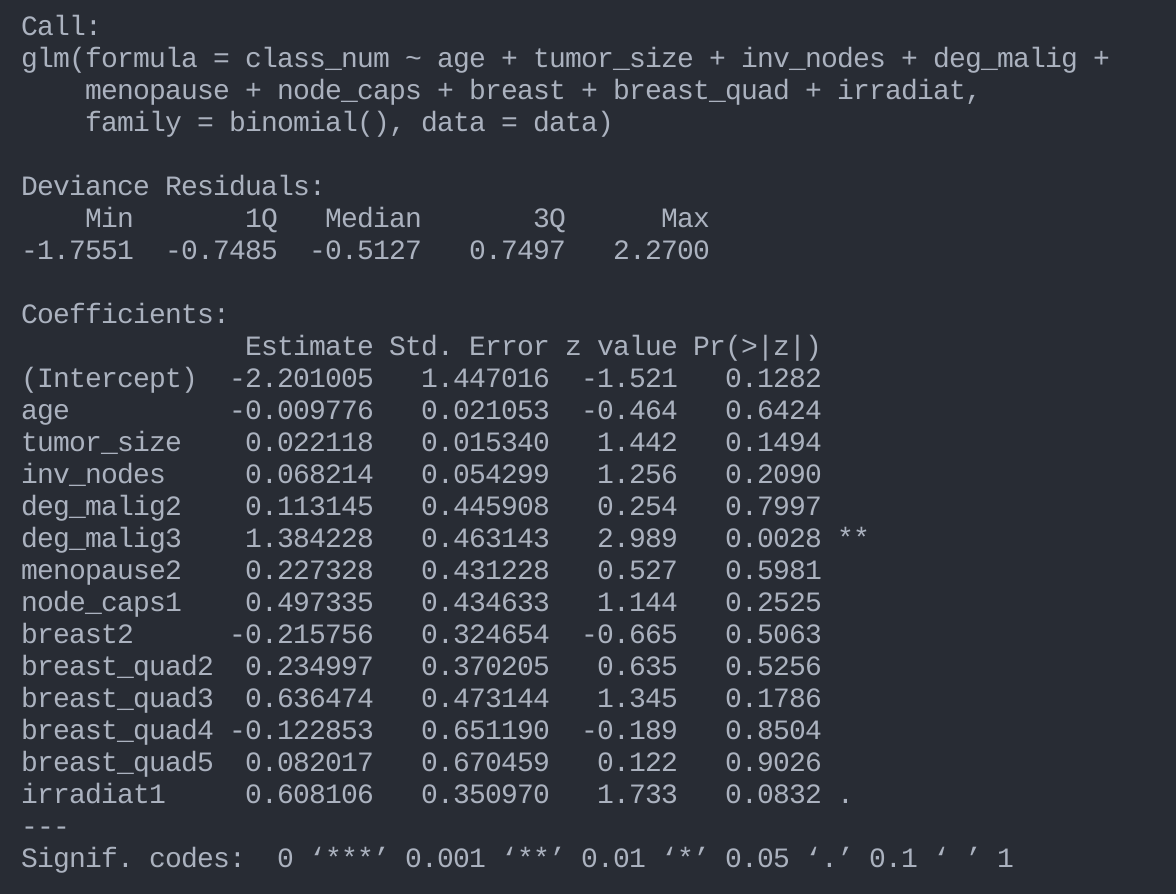 Call:
glm(formula = class_num ~ age + tumor_size + inv_nodes + deg_malig +
    menopause + node_caps + breast + breast_quad + irradiat,
    family = binomial(), data = data)

Deviance Residuals:
    Min       1Q   Median       3Q      Max
-1.7551  -0.7485  -0.5127   0.7497   2.2700

Coefficients:
              Estimate Std. Error z value Pr(>|z|)
(Intercept)  -2.201005   1.447016  -1.521   0.1282
age          -0.009776   0.021053  -0.464   0.6424
tumor_size    0.022118   0.015340   1.442   0.1494
inv_nodes     0.068214   0.054299   1.256   0.2090
deg_malig2    0.113145   0.445908   0.254   0.7997
deg_malig3    1.384228   0.463143   2.989   0.0028 **
menopause2    0.227328   0.431228   0.527   0.5981
node_caps1    0.497335   0.434633   1.144   0.2525
breast2      -0.215756   0.324654  -0.665   0.5063
breast_quad2  0.234997   0.370205   0.635   0.5256
breast_quad3  0.636474   0.473144   1.345   0.1786
breast_quad4 -0.122853   0.651190  -0.189   0.8504
breast_quad5  0.082017   0.670459   0.122   0.9026
irradiat1     0.608106   0.350970   1.733   0.0832 .
---
Signif. codes:  0 ‘***’ 0.001 ‘**’ 0.01 ‘*’ 0.05 ‘.’ 0.1 ‘ ’ 1